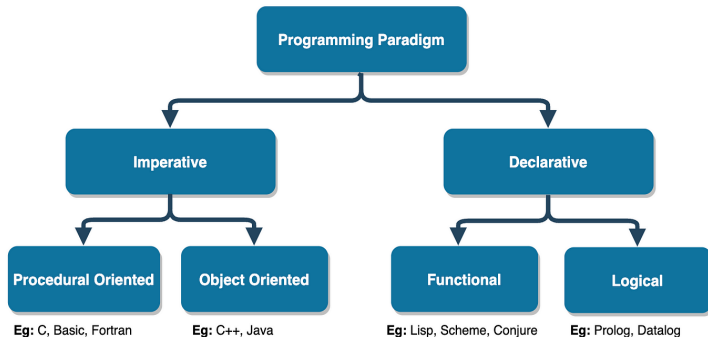 Programming Paradigm
Imperative
Declarative
Procedural Oriented
Object Oriented
Functional
Logical
Eg: C, Basic, Fortran
Eg: C++, Java
Eg: Lisp, Scheme, Conjure
Eg: Prolog, Datalog